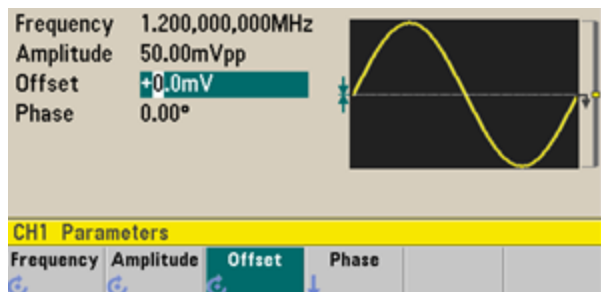 Frequency 1.200,000,000MHz
Amplitude 50.00mVpp
Offset +0.0mV
Phase 0.00°
CH1 Parameters
Frequency Amplitude Offset Phase